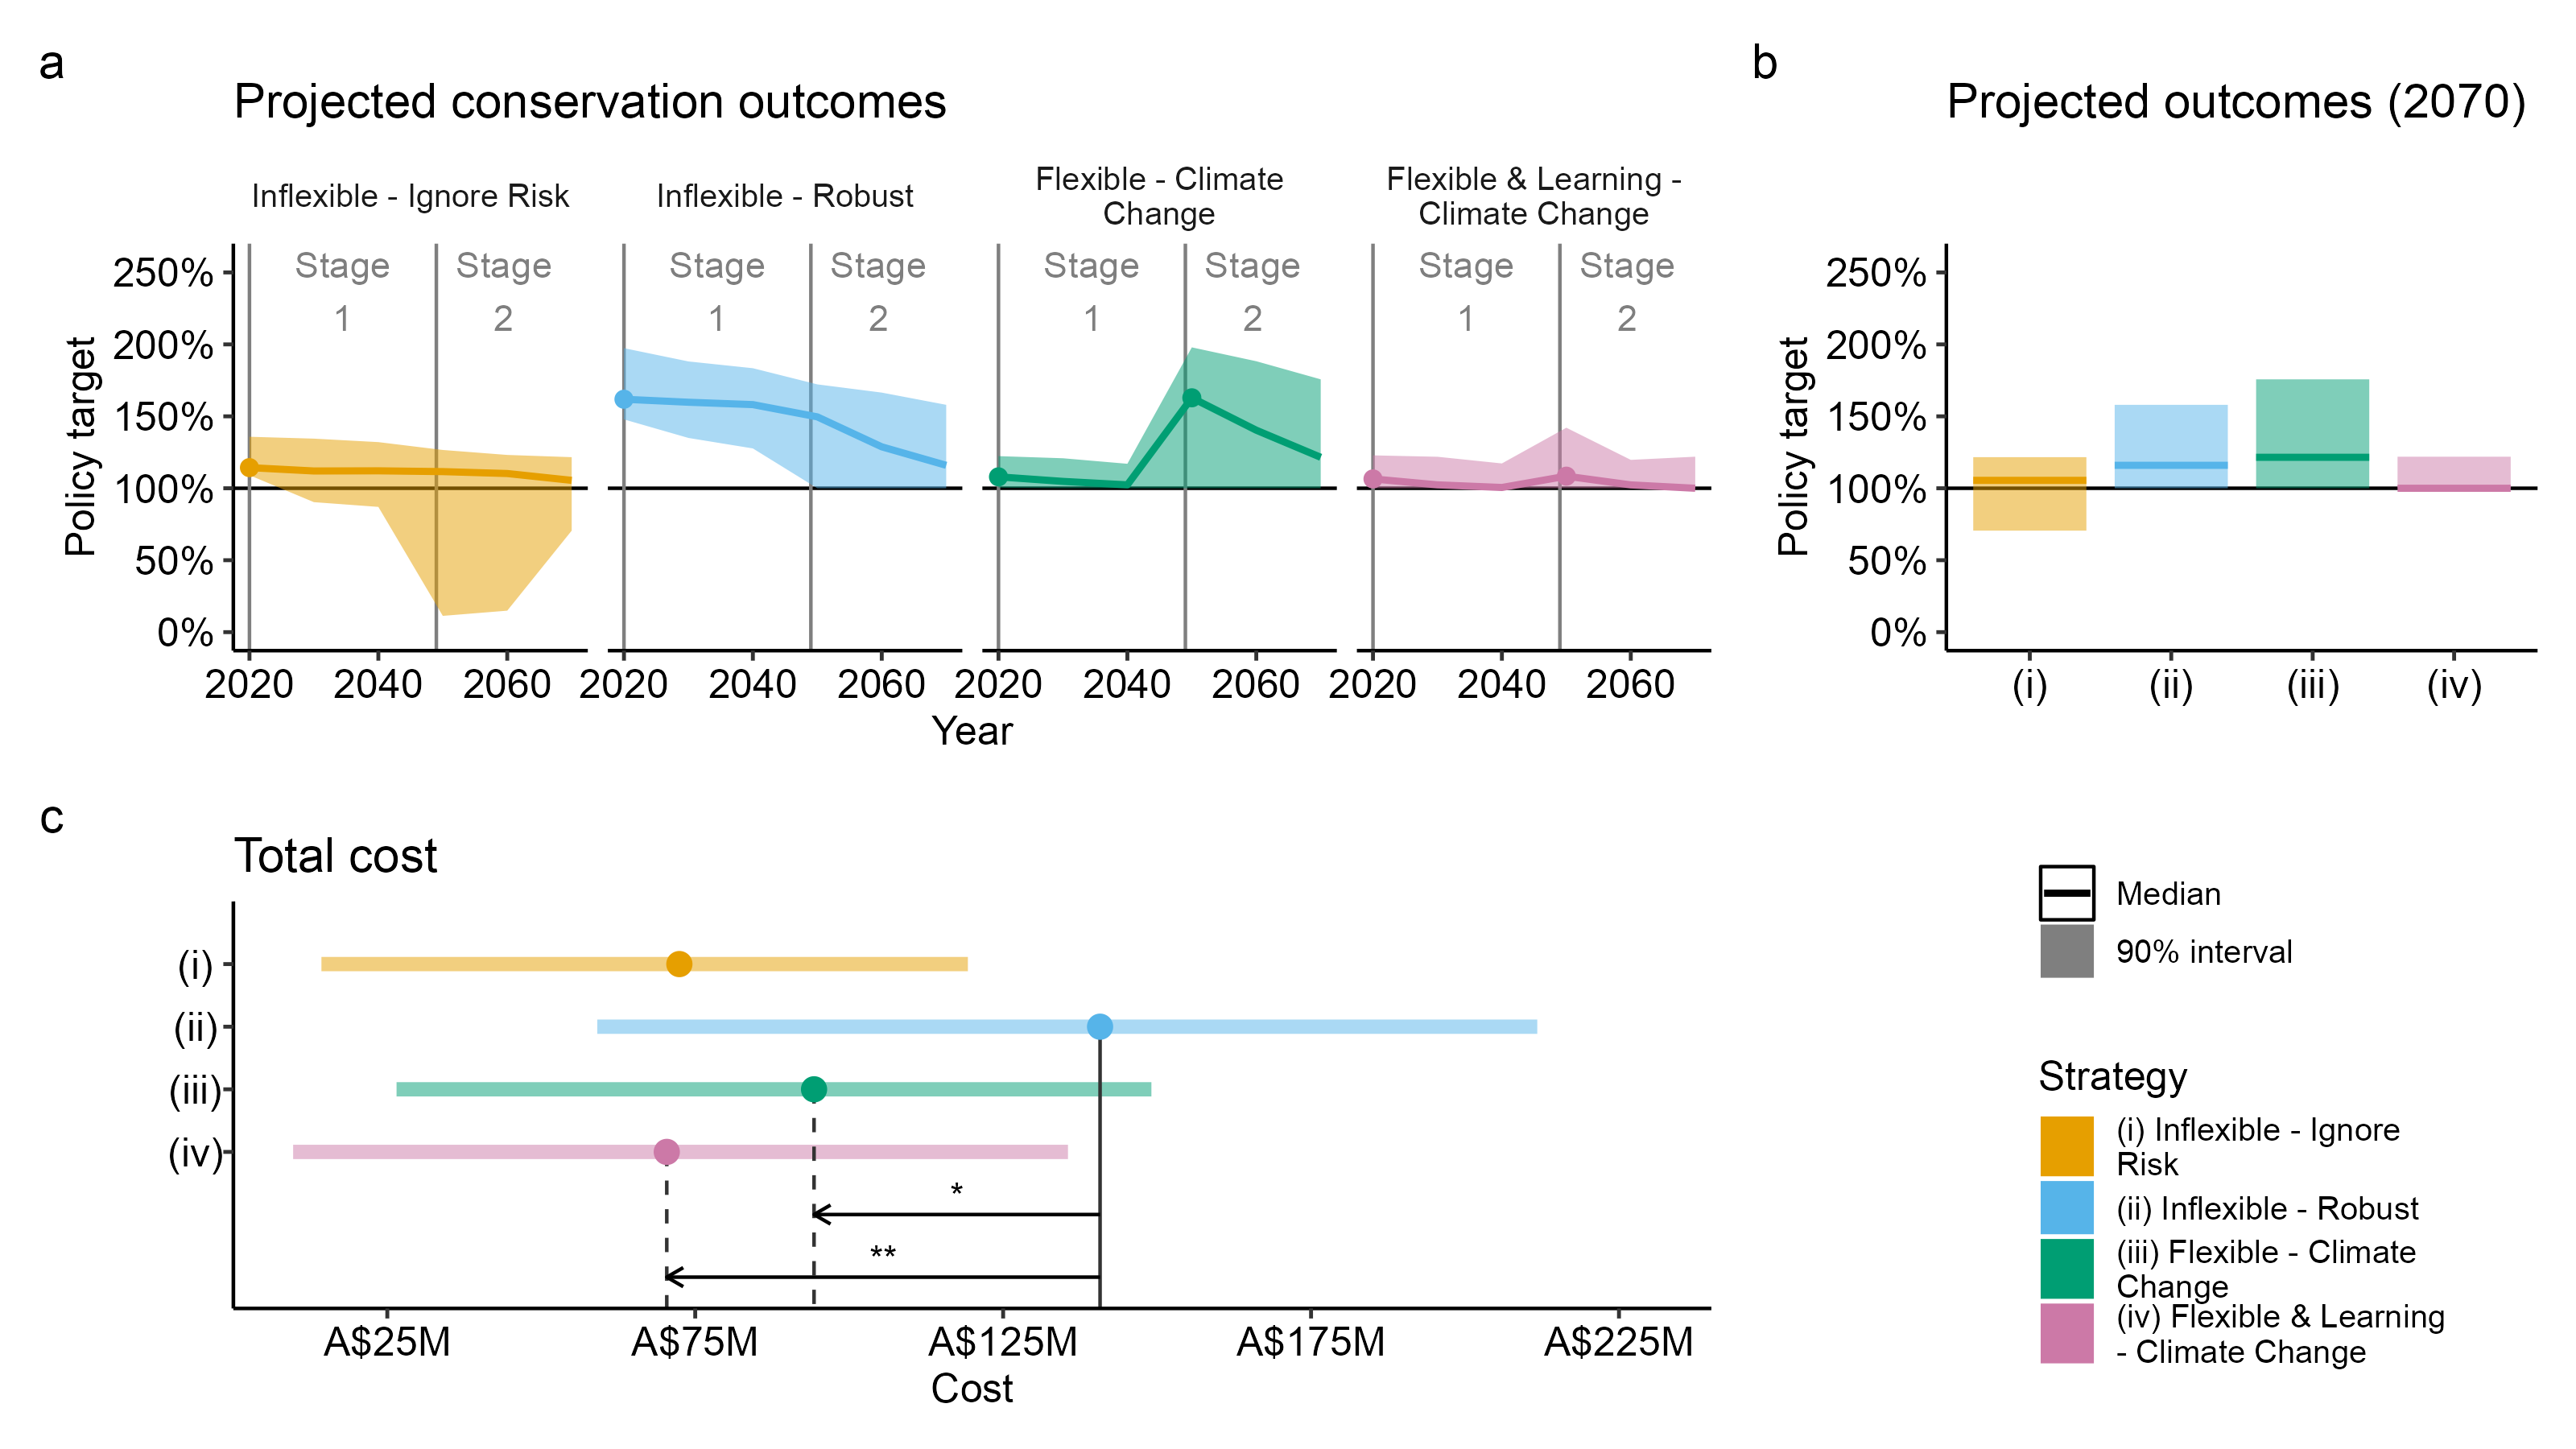 a
Projected conservation outcomes
Inflexible - Ignore Risk
Inflexible - Robust
Flexible - Climate
Change
Flexible & Learning -
Climate Change
Stage
1
Stage
2
Stage
1
Stage
2
Stage
1
Stage
2
Stage
1
Stage
2
Policy target
250%
200%
150%
100%
50%
0%
2020 2040 2060 2020 2040 2060 2020 2040 2060 2020 2040 2060
Year
b
Projected outcomes (2070)
Policy target
250%
200%
150%
100%
50%
0%
(i) (ii) (iii) (iv)
c
Total cost
(i)
(ii)
(iii)
(iv)
*
**
A$25M A$75M A$125M A$175M A$225M
Cost
Median
90% interval
Strategy
(i) Inflexible - Ignore
Risk
(ii) Inflexible - Robust
(iii) Flexible - Climate
Change
(iv) Flexible & Learning
- Climate Change